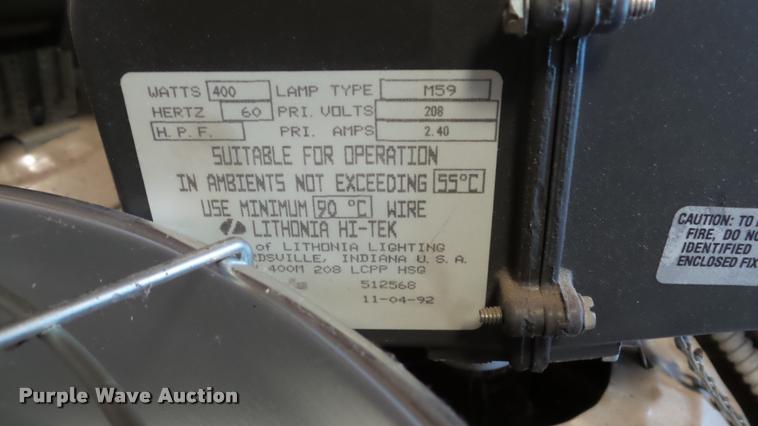 WATTS 400 LAMP TYPE M59
HERTZ 60 PRI. VOLTS 208
H. P. F. PRI. AMPS 2.40
SUITABLE FOR OPERATION
IN AMBIENTS NOT EXCEEDING 55°C
USE MINIMUM 90 °C WIRE
LITHONIA HI-TEK
of LITHONIA LIGHTING
RDSVILLE, INDIANA U. S. A.
400M 208 LCPP HSG
512568
11-04-92
CAUTION: TO
FIRE, DO NO
IDENTIFIED
ENCLOSED FIX
Purple Wave Auction